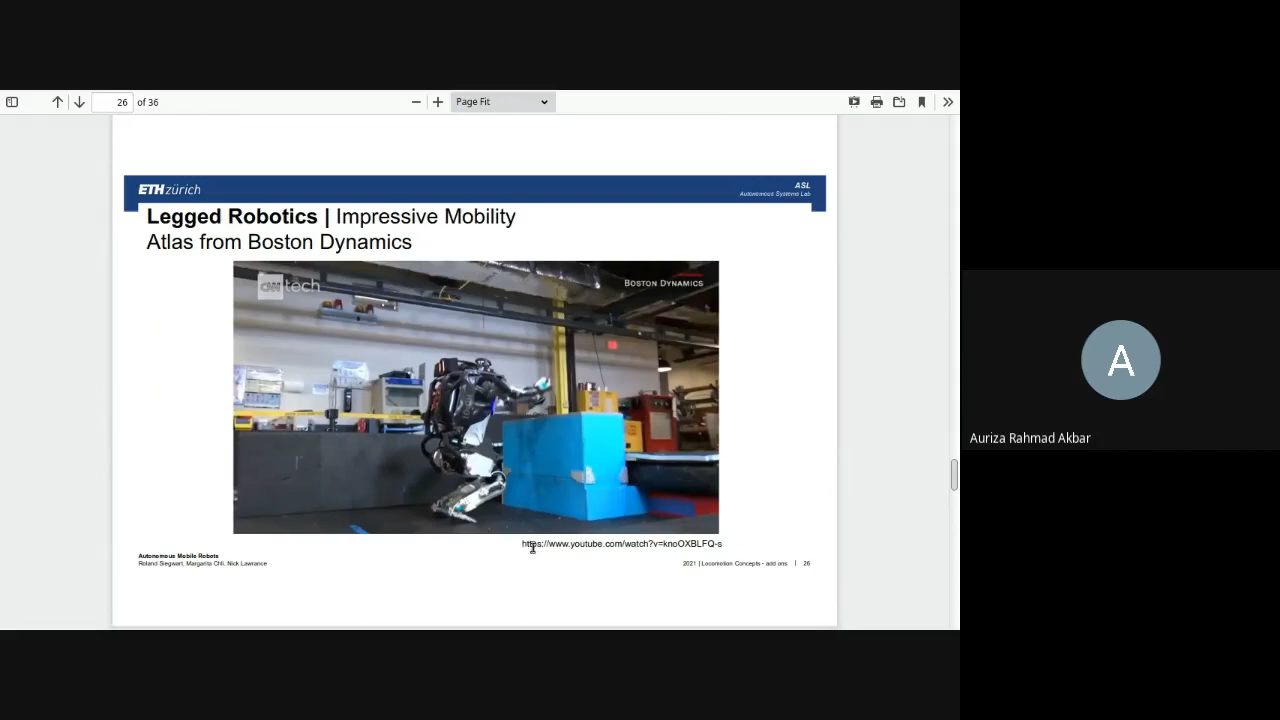 26 of 36
Page Fit
ETH zürich
ASL
Autonomous Systems Lab
Legged Robotics | Impressive Mobility
Atlas from Boston Dynamics
CNN tech
BOSTON DYNAMICS
https://www.youtube.com/watch?v=knoOXBLFQ-s
Autonomous Mobile Robots
Roland Siegwart, Margarita Chli, Nick Lawrance
2021 | Locomotion Concepts - add ons | 26
A
Auriza Rahmad Akbar